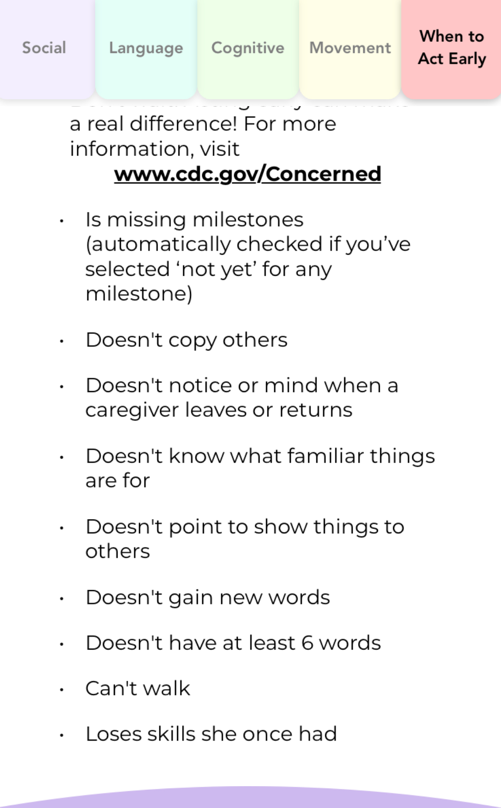 Social
Language
Cognitive
Movement
When to
Act Early
a real difference! For more
information, visit
www.cdc.gov/Concerned
• Is missing milestones
(automatically checked if you've
selected 'not yet' for any
milestone)
• Doesn't copy others
• Doesn't notice or mind when a
caregiver leaves or returns
• Doesn't know what familiar things
are for
• Doesn't point to show things to
others
• Doesn't gain new words
• Doesn't have at least 6 words
• Can't walk
• Loses skills she once had